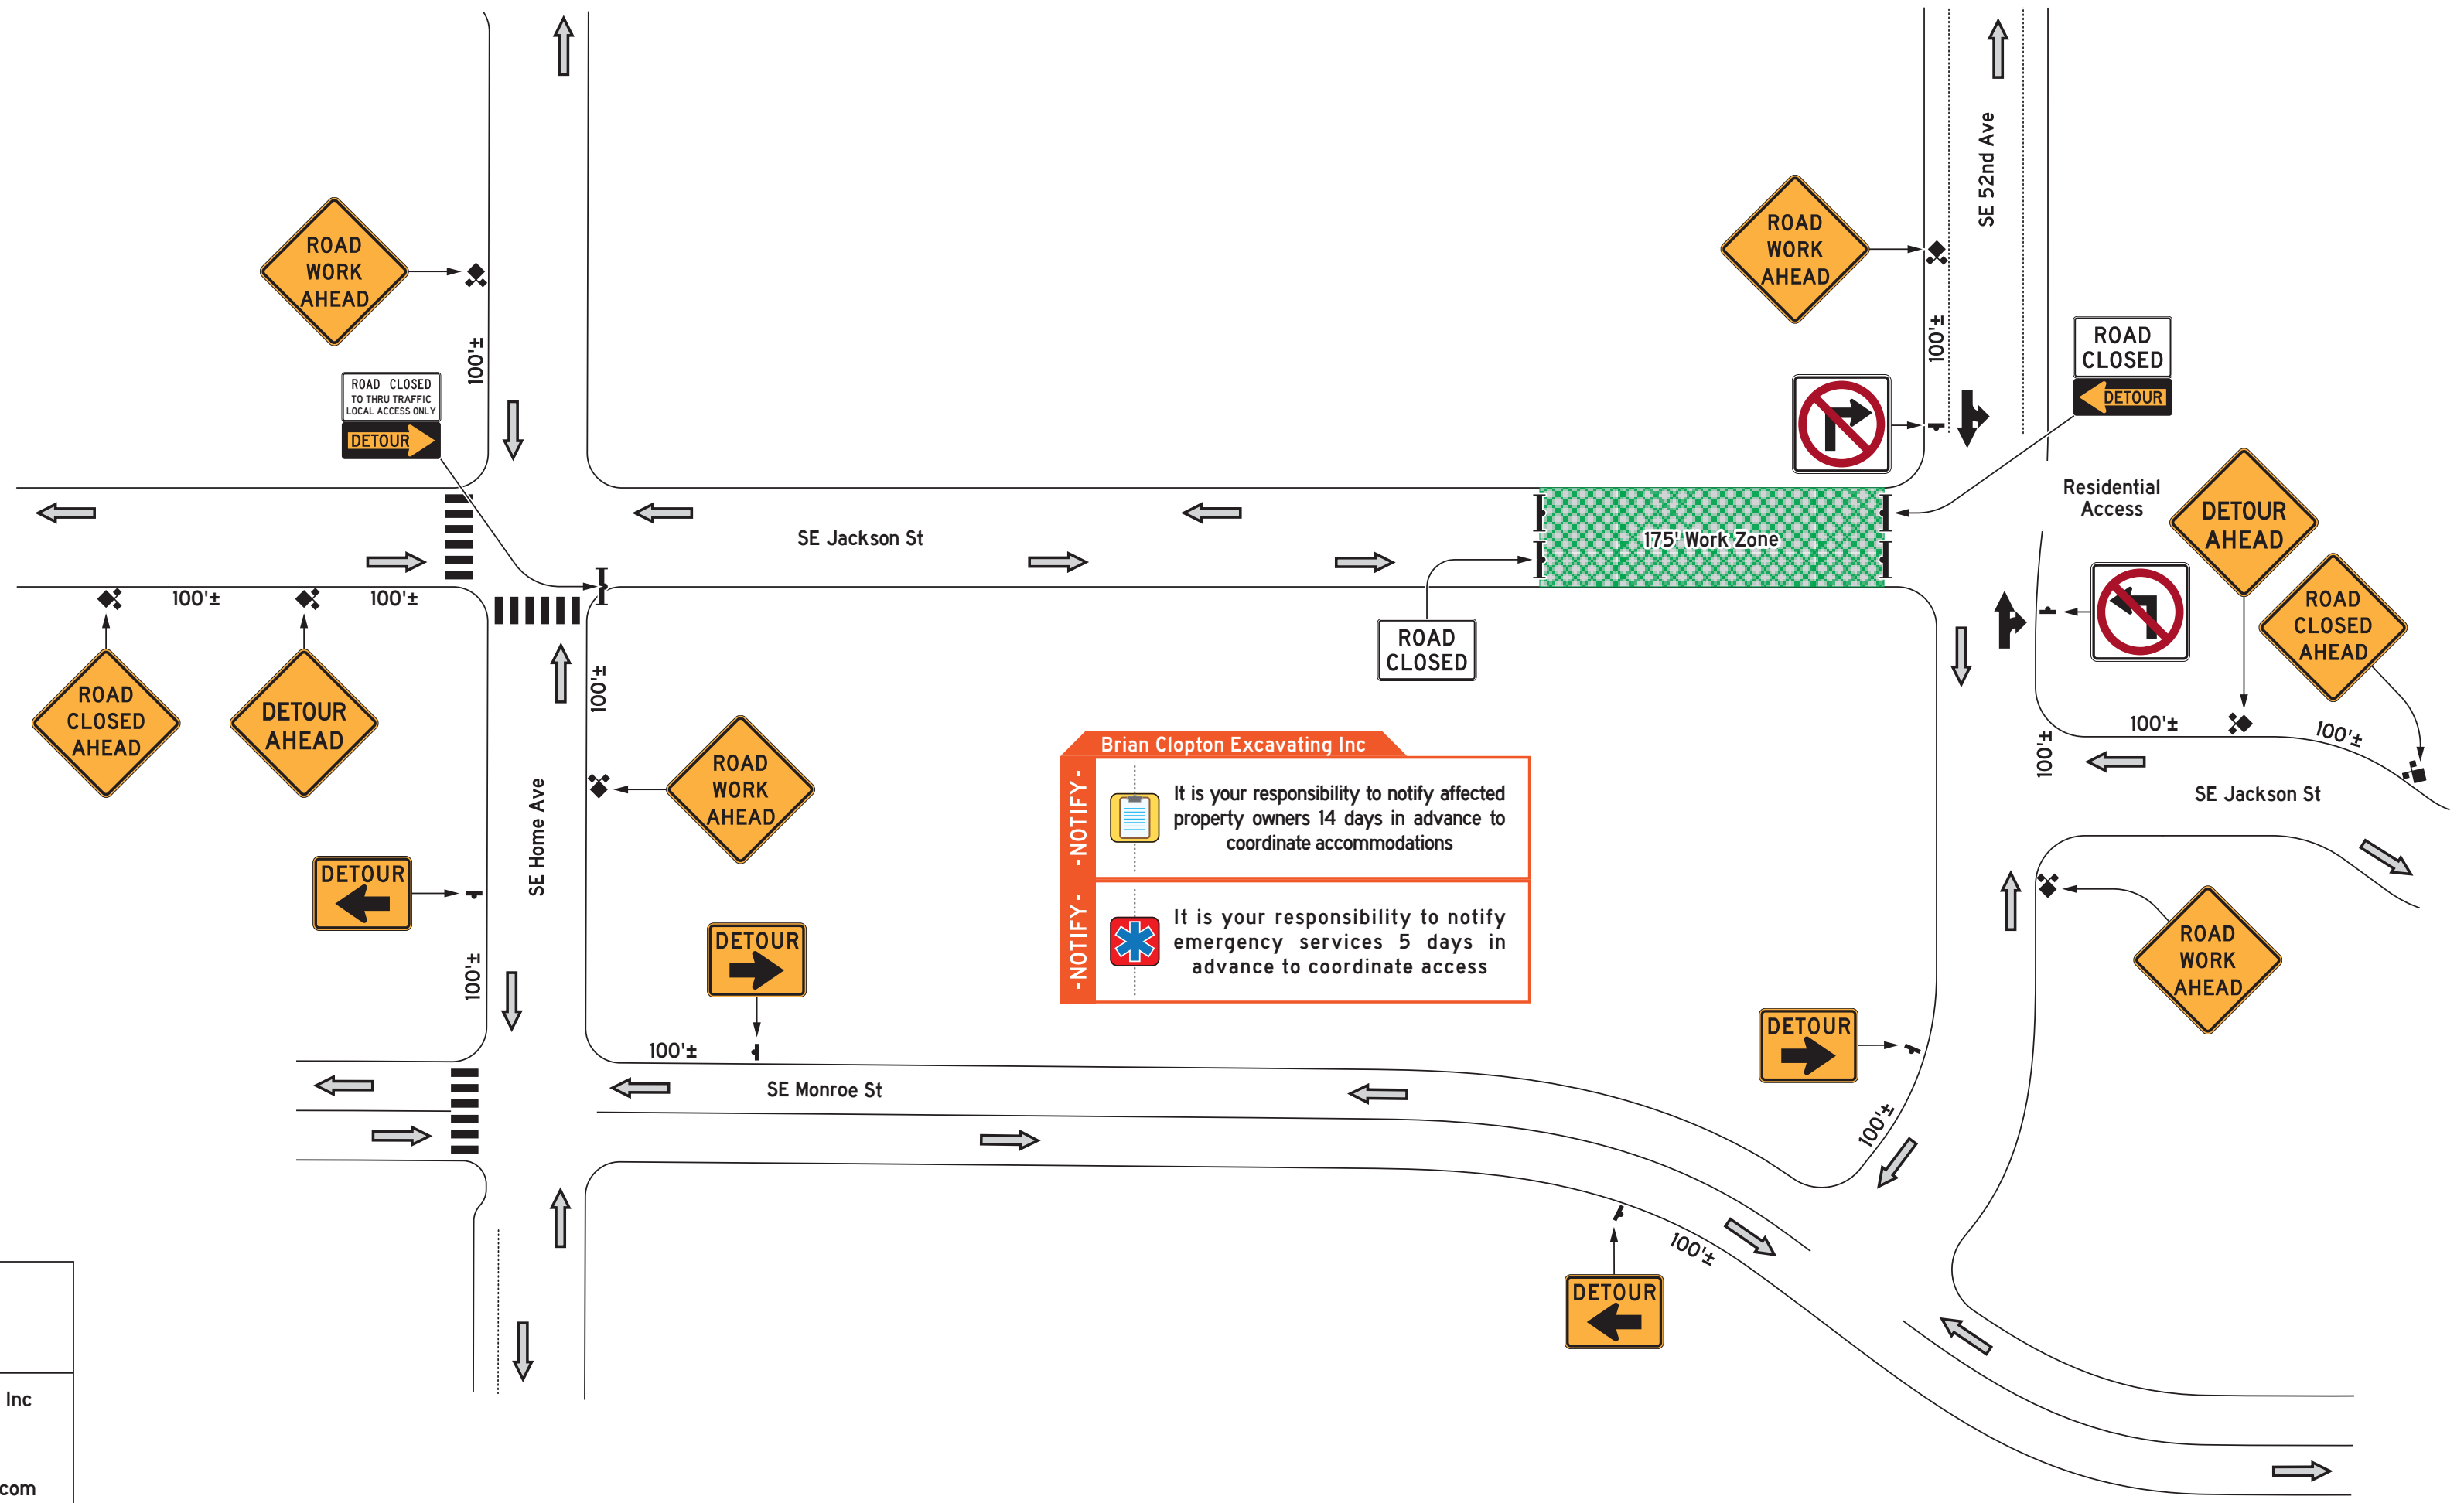 SE 52nd Ave
ROAD
WORK
AHEAD
100'±
ROAD
WORK
AHEAD
100'±
ROAD
CLOSED
DETOUR
ROAD CLOSED
TO THRU TRAFFIC
LOCAL ACCESS ONLY
DETOUR
Residential
Access
DETOUR
AHEAD
SE Jackson St
175' Work Zone
100'±
100'±
ROAD
CLOSED
AHEAD
ROAD
CLOSED
100'±
ROAD
CLOSED
AHEAD
DETOUR
AHEAD
100'±
100'±
100'±
SE Jackson St
ROAD
WORK
AHEAD
SE Home Ave
Brian Clopton Excavating Inc
-NOTIFY-
It is your responsibility to notify affected
property owners 14 days in advance to
coordinate accommodations
-NOTIFY-
It is your responsibility to notify
emergency services 5 days in
advance to coordinate access
DETOUR
100'±
DETOUR
ROAD
WORK
AHEAD
100'±
SE Monroe St
DETOUR
100'±
100'±
DETOUR
Inc
com